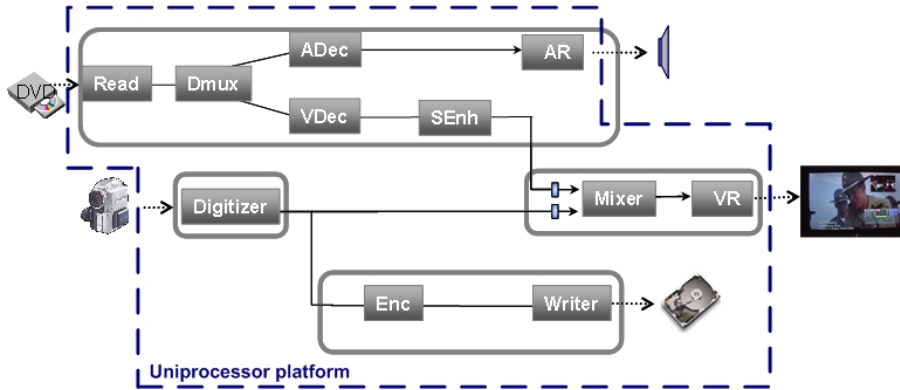 ADec
AR
DVD
Read
Dmux
VDec
SEnh
Digitizer
Mixer
VR
Enc
Writer
Uniprocessor platform